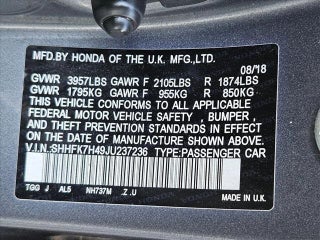 MFD.BY HONDA OF THE U.K. MFG.,LTD.
08/18
GVWR 3957LBS GAWR F 2105LBS R 1874LBS
GVWR 1795KG GAWR F 955KG R 850KG
THIS VEHICLE CONFORMS TO ALL APPLICABLE
FEDERAL MOTOR VEHICLE SAFETY , BUMPER ,
AND THEFT PREVENTION STANDARDS IN EFFECT ON THE
DATE OF MANUFACTURE SHOWN ABOVE.
V.I.N:SHHFK7H49JU237236 TYPE:PASSENGER CAR
TGG J AL5 NH737M .Z .U
MADE IN U.K.